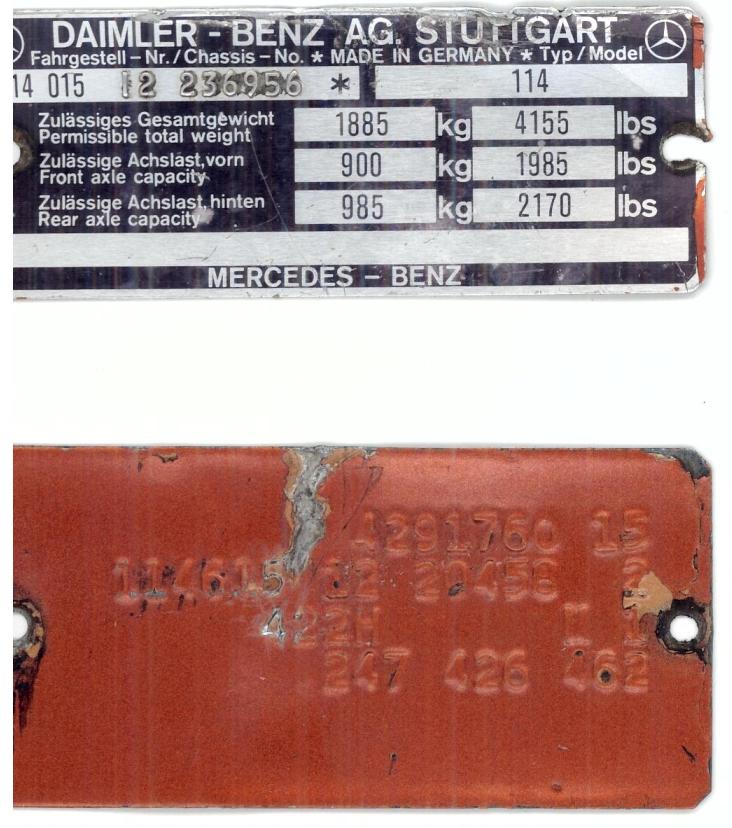 DAIMLER - BENZ AG. STUTTGART
Fahrgestell - Nr./Chassis - No. * MADE IN GERMANY * Typ/Model
14 015 12 236956 * 114
Zulässiges Gesamtgewicht
Permissible total weight
1885 kg 4155 lbs
Zulässige Achslast, vorn
Front axle capacity
900 kg 1985 lbs
Zulässige Achslast, hinten
Rear axle capacity
985 kg 2170 lbs
MERCEDES - BENZ
4291760 15
114615 12 20458 2
422H 1
247 426 462